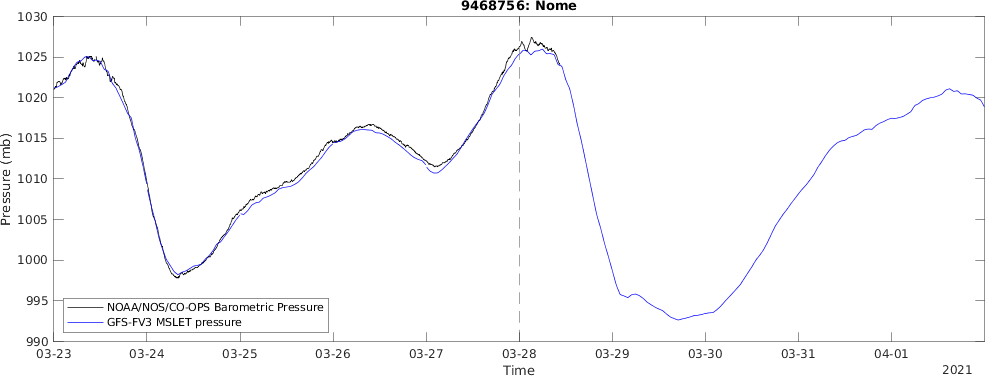 9468756: Nome
1030
1025
1020
1015
1010
1005
1000
995
990
Pressure (mb)
NOAA/NOS/CO-OPS Barometric Pressure
GFS-FV3 MSLET pressure
03-23 03-24 03-25 03-26 03-27 03-28 03-29 03-30 03-31 04-01
Time
2021